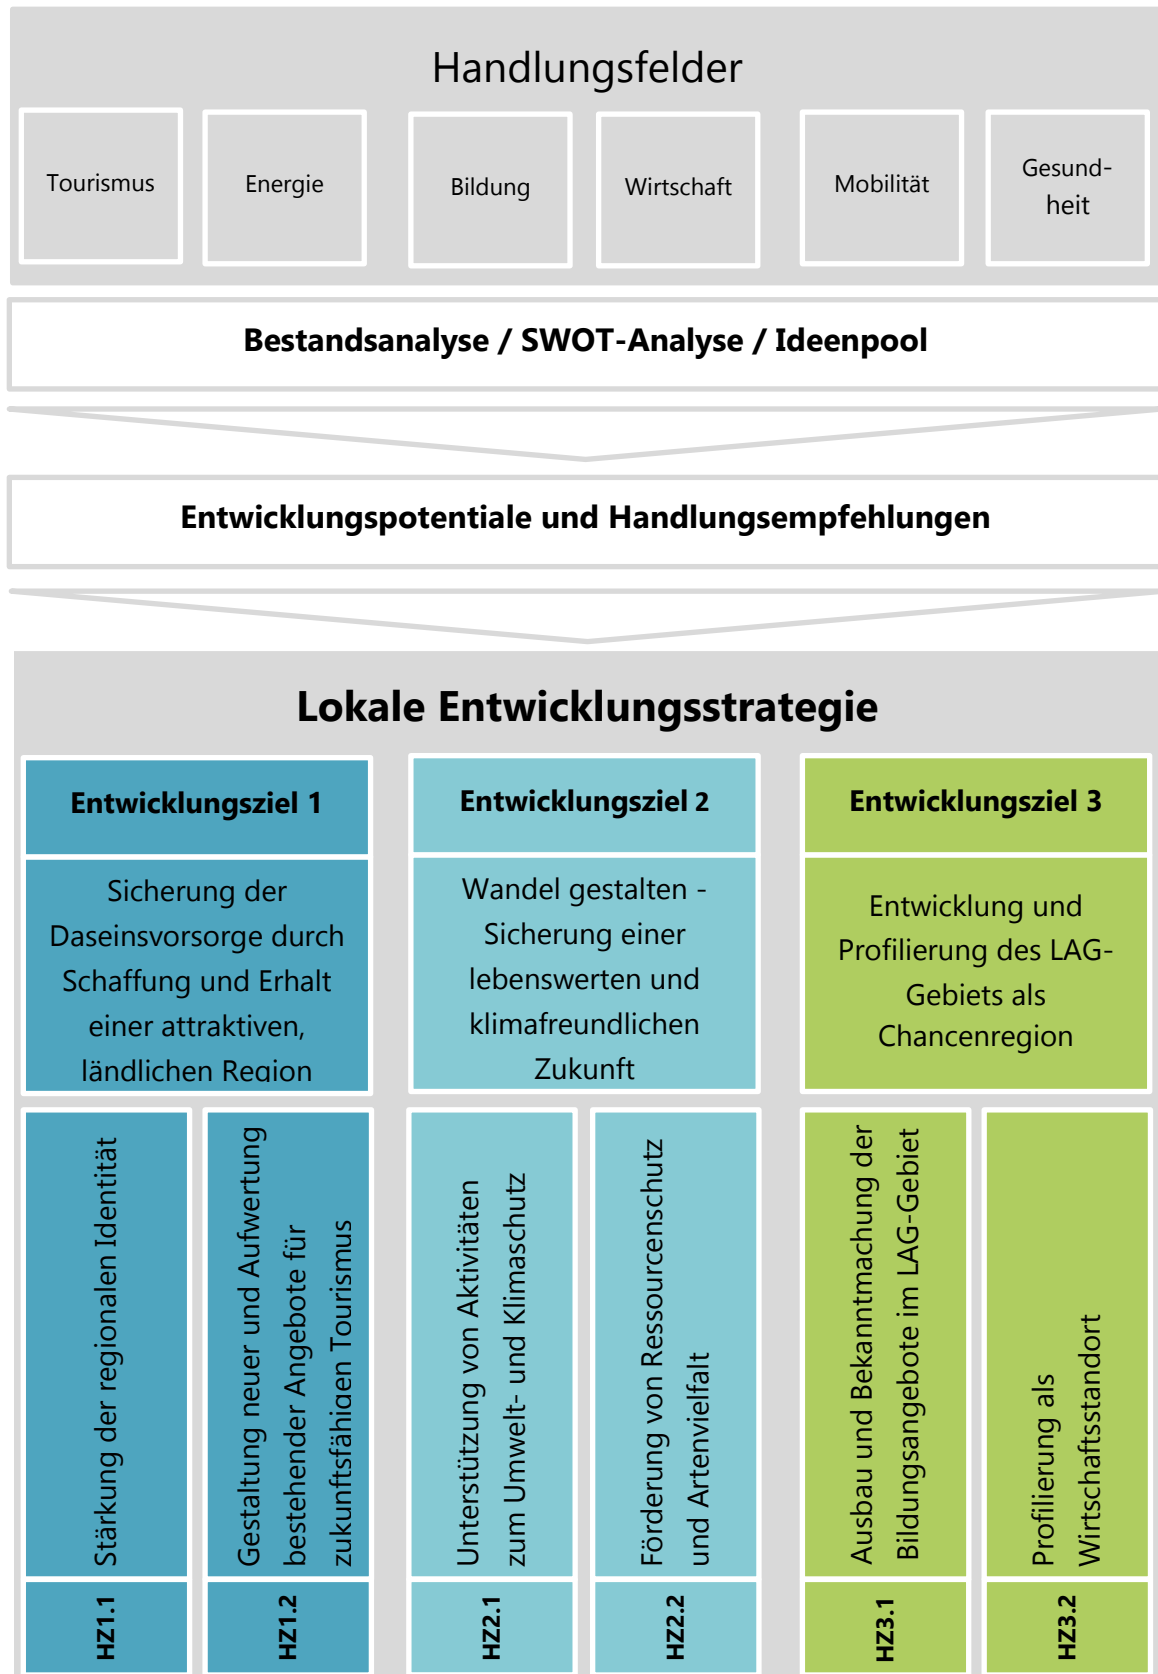 Handlungsfelder
Tourismus
Energie
Bildung
Wirtschaft
Mobilität
Gesund-
heit
Bestandsanalyse / SWOT-Analyse / Ideenpool
Entwicklungspotentiale und Handlungsempfehlungen
Lokale Entwicklungsstrategie
Entwicklungsziel 1
Sicherung der
Daseinsvorsorge durch
Schaffung und Erhalt
einer attraktiven,
ländlichen Region
Entwicklungsziel 2
Wandel gestalten -
Sicherung einer
lebenswerten und
klimafreundlichen
Zukunft
Entwicklungsziel 3
Entwicklung und
Profilierung des LAG-
Gebiets als
Chancenregion
Stärkung der regionalen Identität
HZ1.1
Gestaltung neuer und Aufwertung
bestehender Angebote für
zukunftsfähigen Tourismus
HZ1.2
Unterstützung von Aktivitäten
zum Umwelt- und Klimaschutz
HZ2.1
Förderung von Ressourcenschutz
und Artenvielfalt
HZ2.2
Ausbau und Bekanntmachung der
Bildungsangebote im LAG-Gebiet
HZ3.1
Profilierung als
Wirtschaftsstandort
HZ3.2